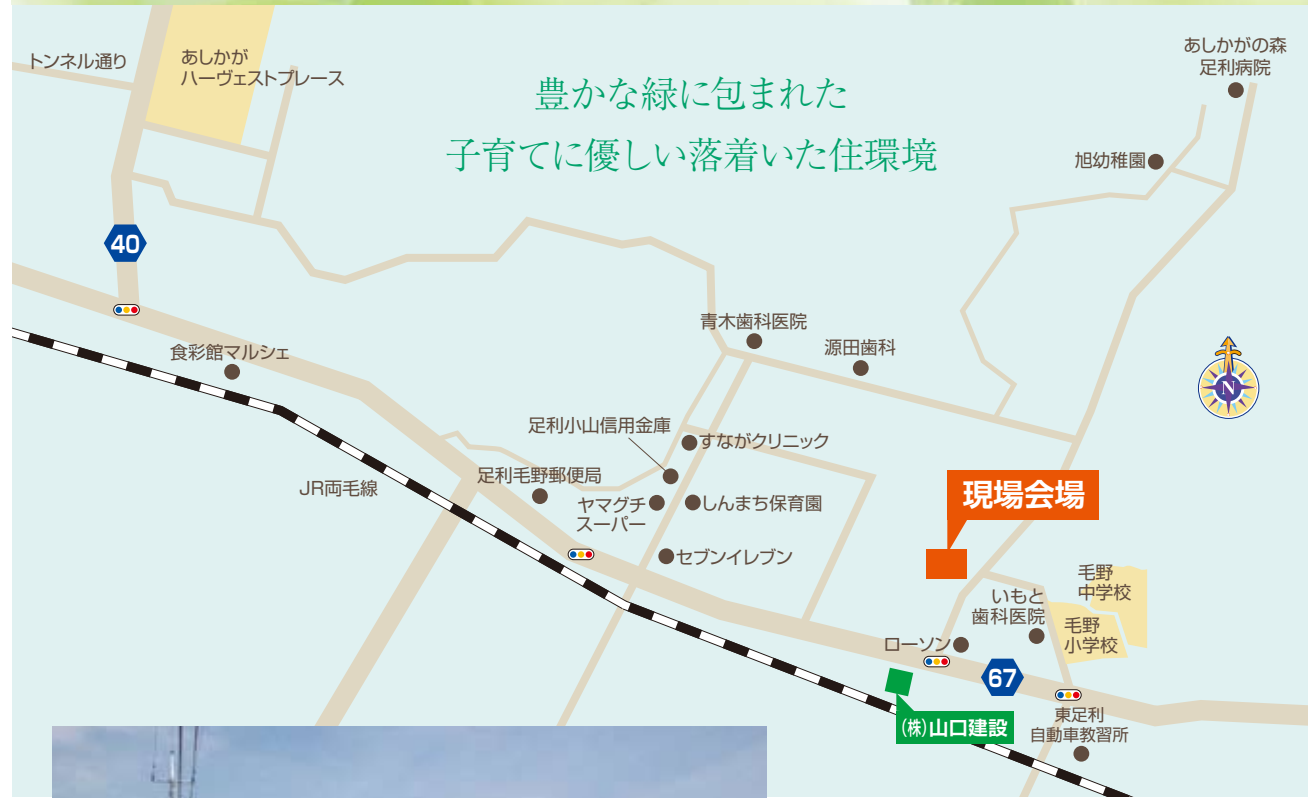 トンネル通り
あしかが
ハーヴェストプレース
豊かな緑に包まれた
子育てに優しい落着いた住環境
あしかがの森
足利病院
旭幼稚園
40
青木歯科医院
源田歯科
食彩館マルシェ
N
足利小山信用金庫
すながクリニック
足利毛野郵便局
JR両毛線
ヤマグチ
スーパー
しんまち保育園
現場会場
セブンイレブン
毛野
中学校
いもと
歯科医院
毛野
小学校
ローソン
67
(株)山口建設
東足利
自動車教習所